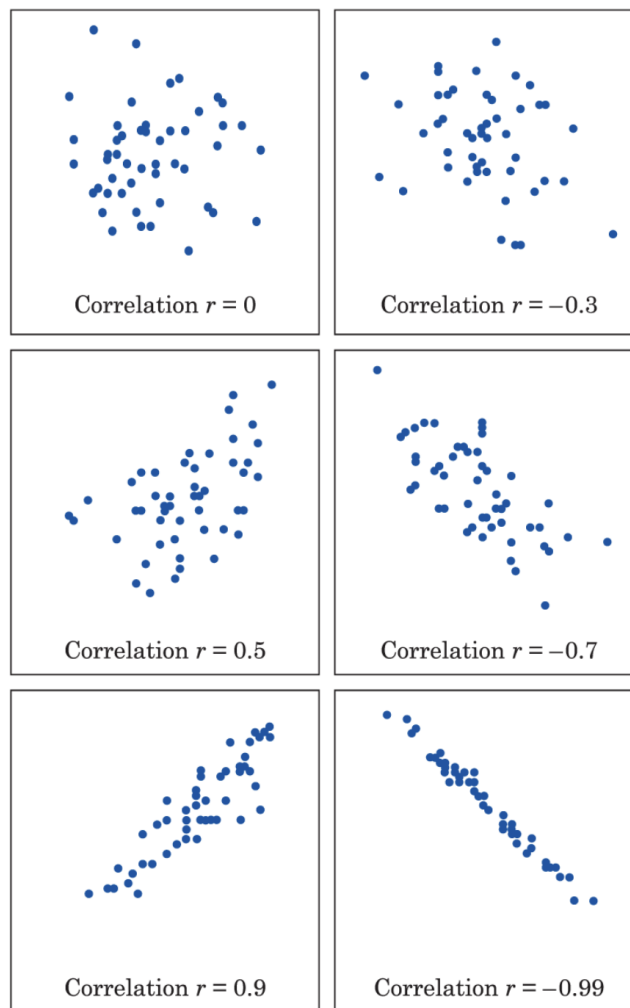 Correlation r = 0
Correlation r = –0.3
Correlation r = 0.5
Correlation r = –0.7
Correlation r = 0.9
Correlation r = –0.99